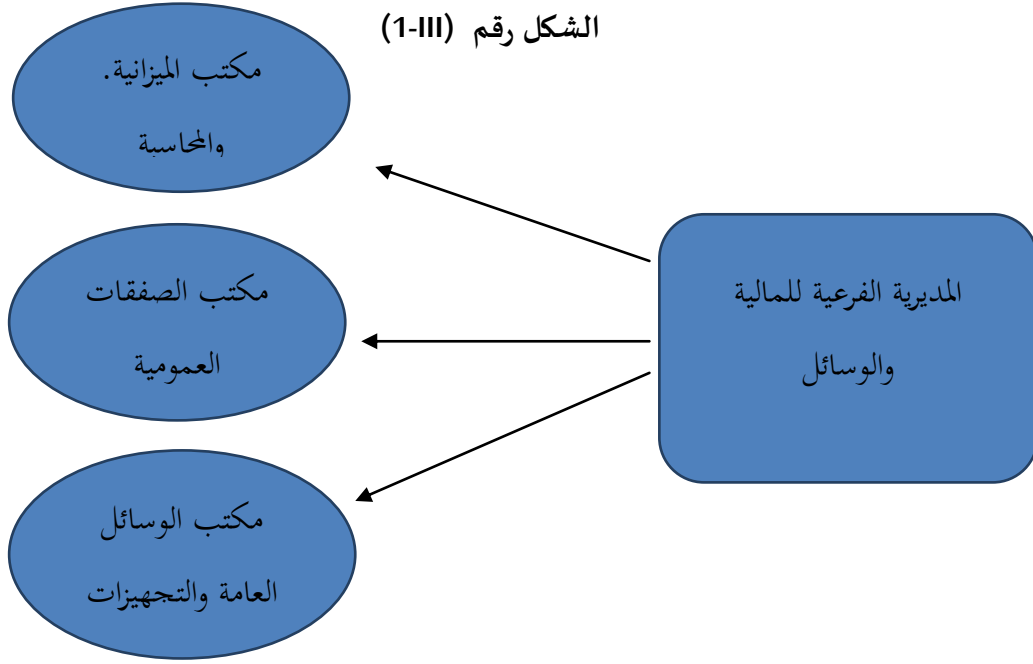 الشكل رقم (1-III)
المديرية الفرعية للمالية
والوسائل
مكتب الميزانية.
والمحاسبة
مكتب الصفقات
العمومية
مكتب الوسائل
العامة والتجهيزات